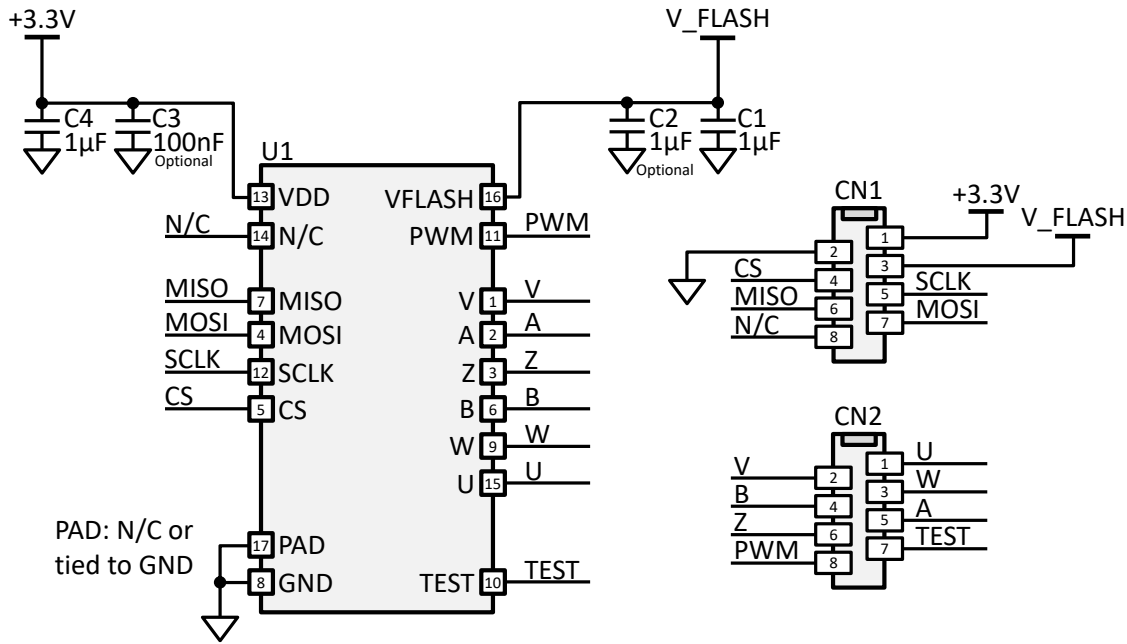 +3.3V
V_FLASH
C4
1µF
C3
100nF
Optional
C2
1µF
Optional
C1
1µF
U1
13 VDD
VFLASH 16
N/C
14 N/C
PWM 11
PWM
MISO
7 MISO
V 1
V
MOSI
4 MOSI
A 2
A
SCLK
12 SCLK
Z 3
Z
CS
5 CS
B 6
B
W 9
W
U 15
U
PAD: N/C or
tied to GND
17 PAD
8 GND
TEST 10
TEST
CN1
+3.3V
V_FLASH
1
2
3
CS
4
5
SCLK
MISO
6
7
MOSI
N/C
8
CN2
1
U
V
2
3
W
B
4
5
A
Z
6
7
TEST
PWM
8